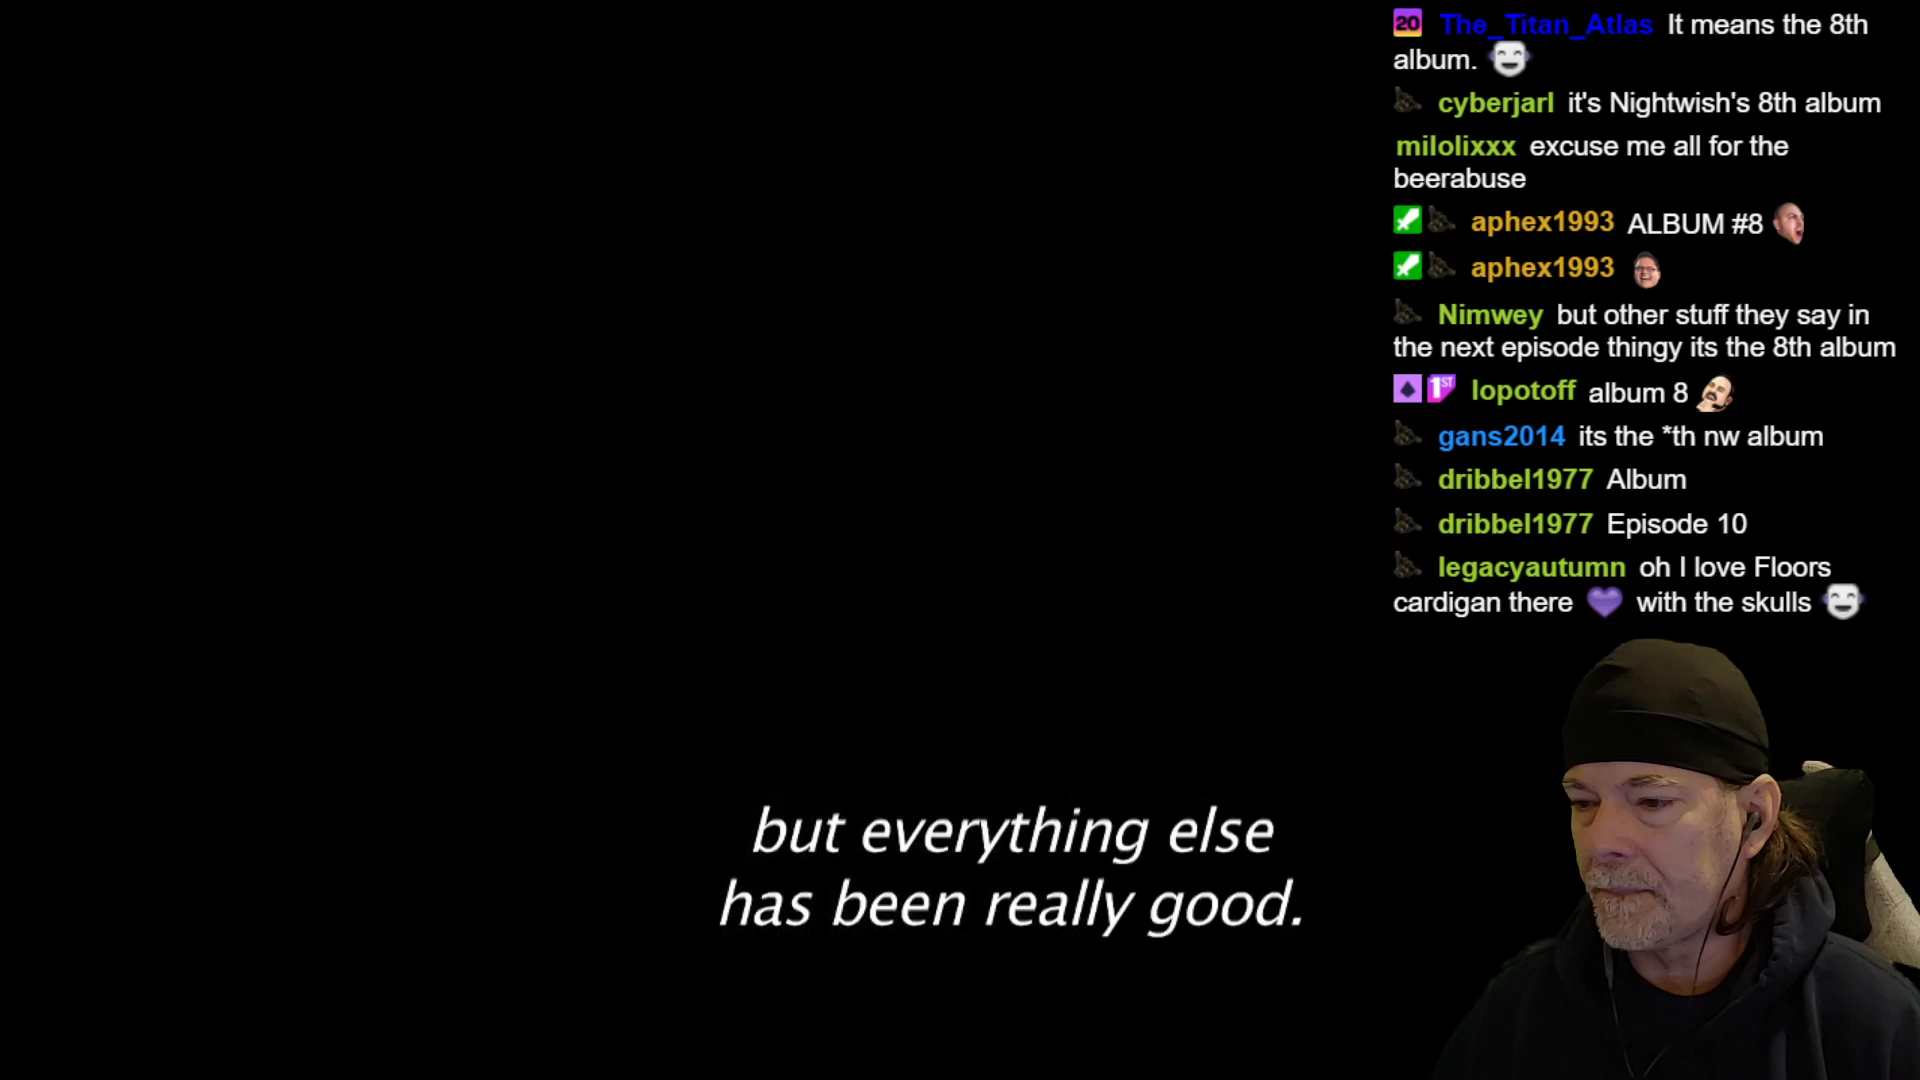 20 The_Titan_Atlas It means the 8th
album.
cyberjarl it's Nightwish's 8th album
milolixxx excuse me all for the
beerabuse
aphex1993 ALBUM #8
aphex1993
Nimwey but other stuff they say in
the next episode thingy its the 8th album
1ST lopotoff album 8
gans2014 its the *th nw album
dribbel1977 Album
dribbel1977 Episode 10
legacyautumn oh I love Floors
cardigan there with the skulls
but everything else
has been really good.